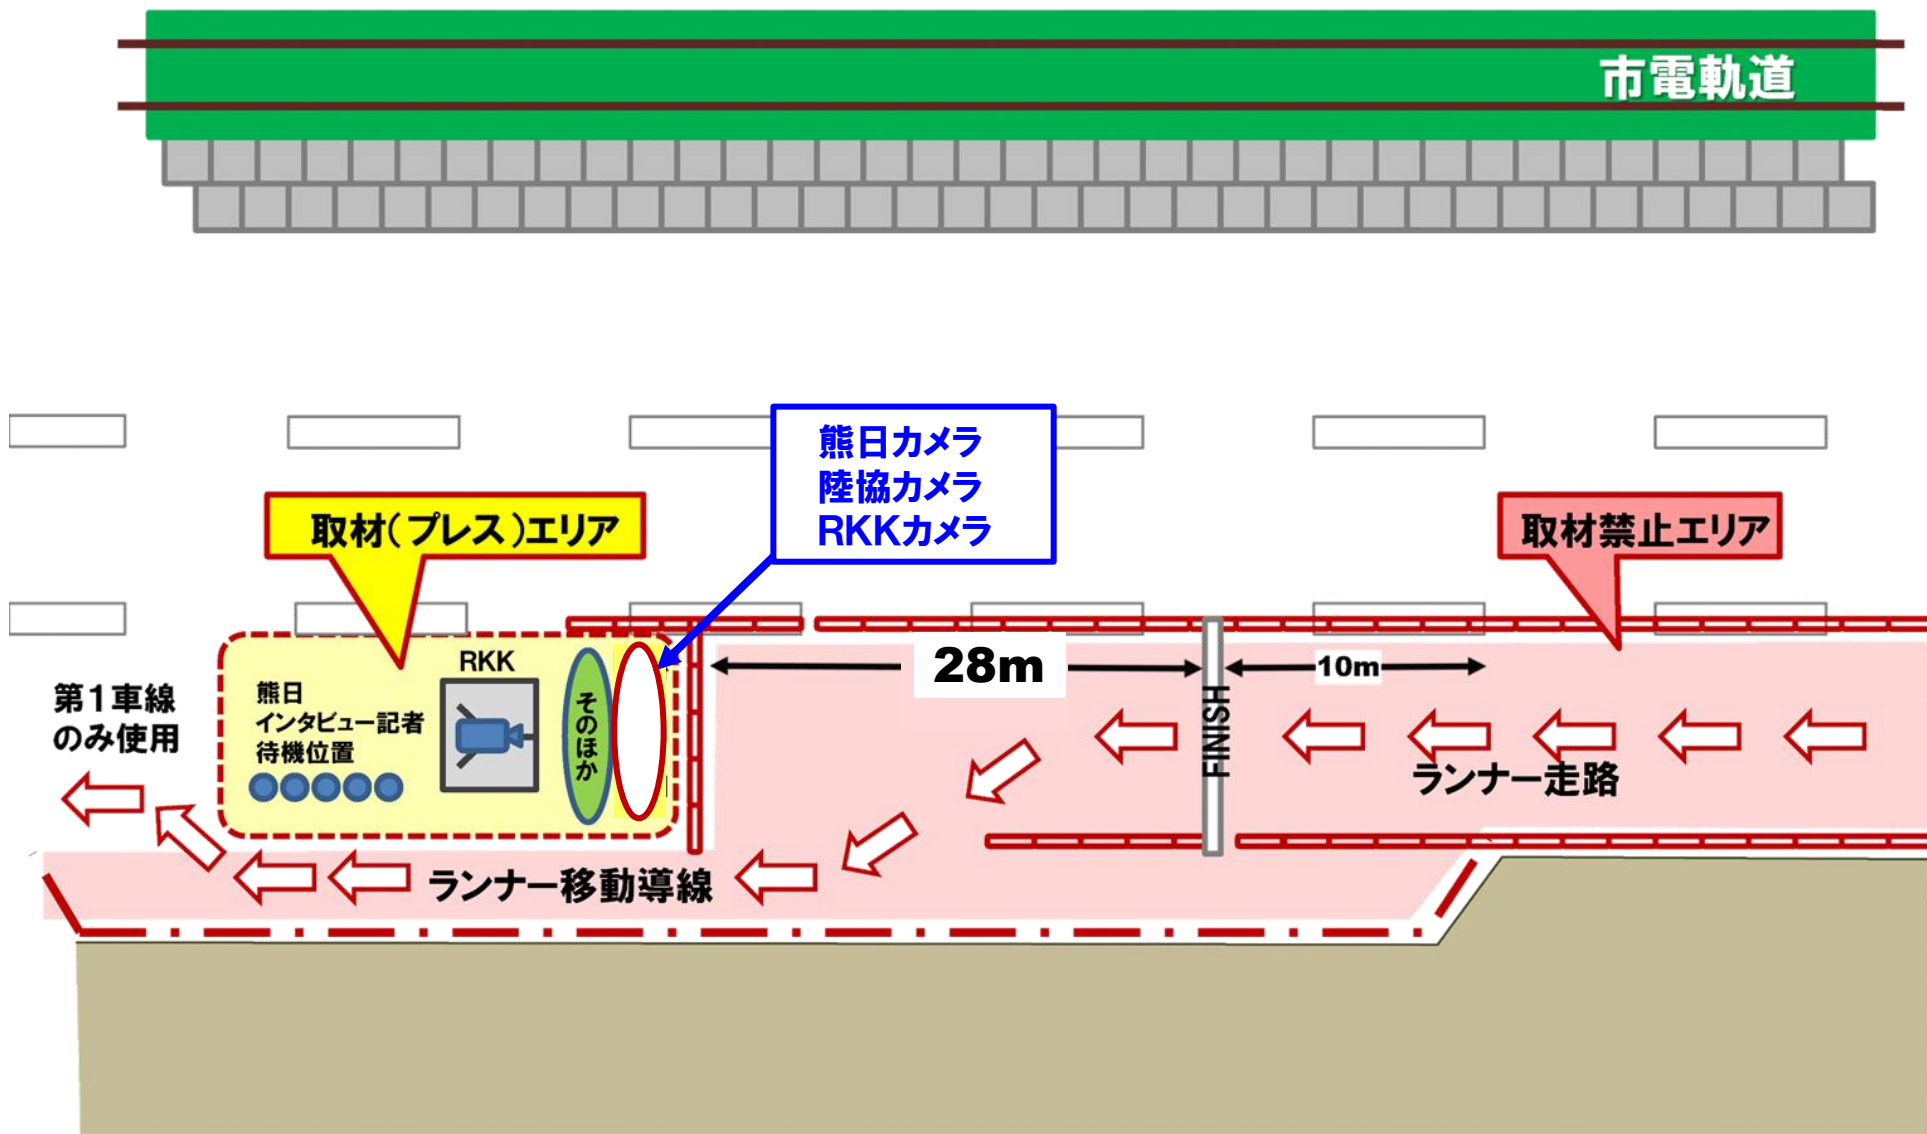 市電軌道
熊日カメラ
陸協カメラ
RKKカメラ
取材(プレス)エリア
取材禁止エリア
RKK
熊日
インタビュー記者
待機位置
そのほか
第1車線
のみ使用
28m
FINISH
10m
ランナー走路
ランナー移動導線